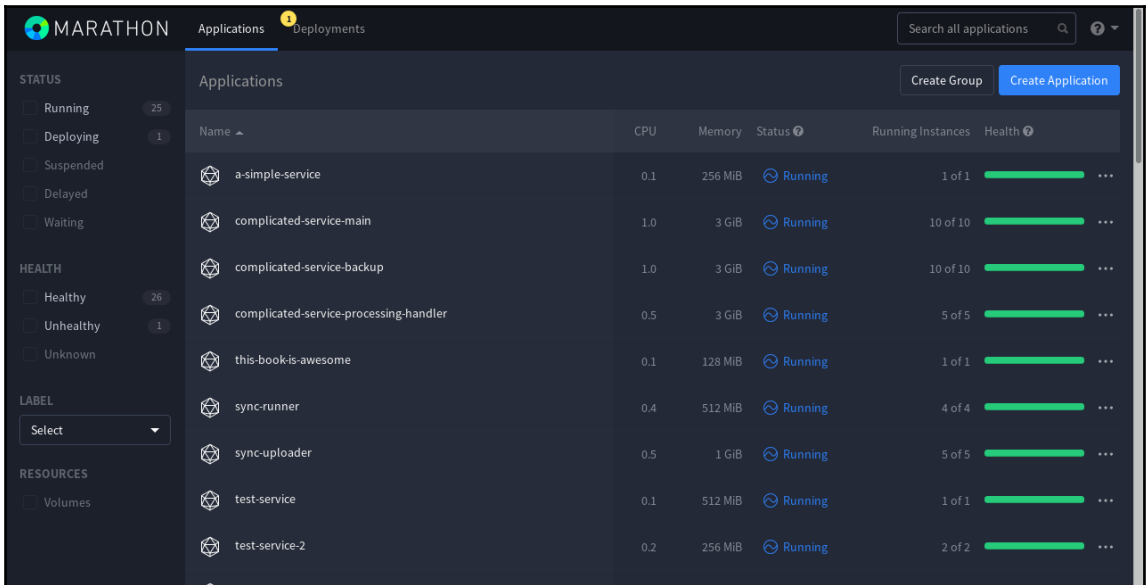 MARATHON Applications 1 Deployments Search all applications
STATUS
Running 25
Deploying 1
Suspended
Delayed
Waiting
HEALTH
Healthy 26
Unhealthy 1
Unknown
LABEL
Select
RESOURCES
Volumes
Applications Create Group Create Application
Name CPU Memory Status Running Instances Health
a-simple-service 0.1 256 MiB Running 1 of 1
complicated-service-main 1.0 3 GiB Running 10 of 10
complicated-service-backup 1.0 3 GiB Running 10 of 10
complicated-service-processing-handler 0.5 3 GiB Running 5 of 5
this-book-is-awesome 0.1 128 MiB Running 1 of 1
sync-runner 0.4 512 MiB Running 4 of 4
sync-uploader 0.5 1 GiB Running 5 of 5
test-service 0.1 512 MiB Running 1 of 1
test-service-2 0.2 256 MiB Running 2 of 2